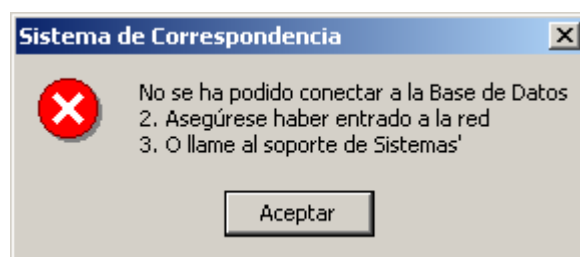 Sistema de Correspondencia
No se ha podido conectar a la Base de Datos
2. Asegúrese haber entrado a la red
3. O llame al soporte de Sistemas'
Aceptar